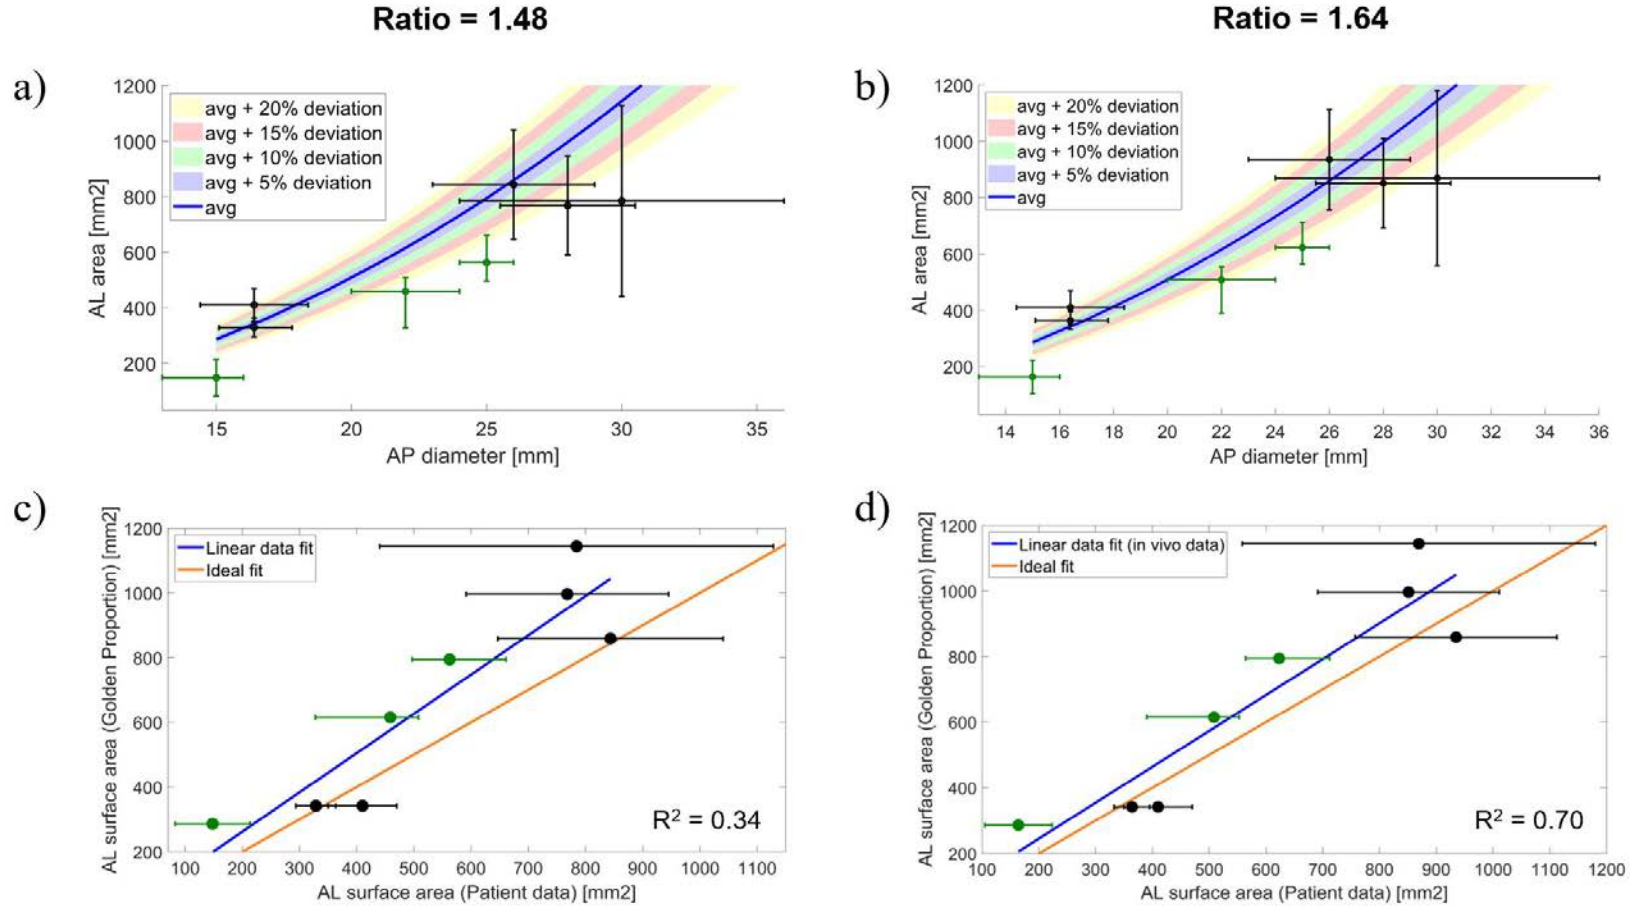 Ratio = 1.48
Ratio = 1.64
a)
1200
1000
800
600
400
200
AL area [mm2]
avg + 20% deviation
avg + 15% deviation
avg + 10% deviation
avg + 5% deviation
avg
15
20
25
30
35
AP diameter [mm]
b)
1200
1000
800
600
400
200
AL area [mm2]
avg + 20% deviation
avg + 15% deviation
avg + 10% deviation
avg + 5% deviation
avg
14
16
18
20
22
24
26
28
30
32
34
36
AP diameter [mm]
c)
1200
1000
800
600
400
200
AL surface area (Golden Proportion) [mm2]
Linear data fit
Ideal fit
R² = 0.34
100
200
300
400
500
600
700
800
900
1000
1100
AL surface area (Patient data) [mm2]
d)
1200
1000
800
600
400
200
AL surface area (Golden Proportion) [mm2]
Linear data fit (in vivo data)
Ideal fit
R² = 0.70
100
200
300
400
500
600
700
800
900
1000
1100
1200
AL surface area (Patient data) [mm2]